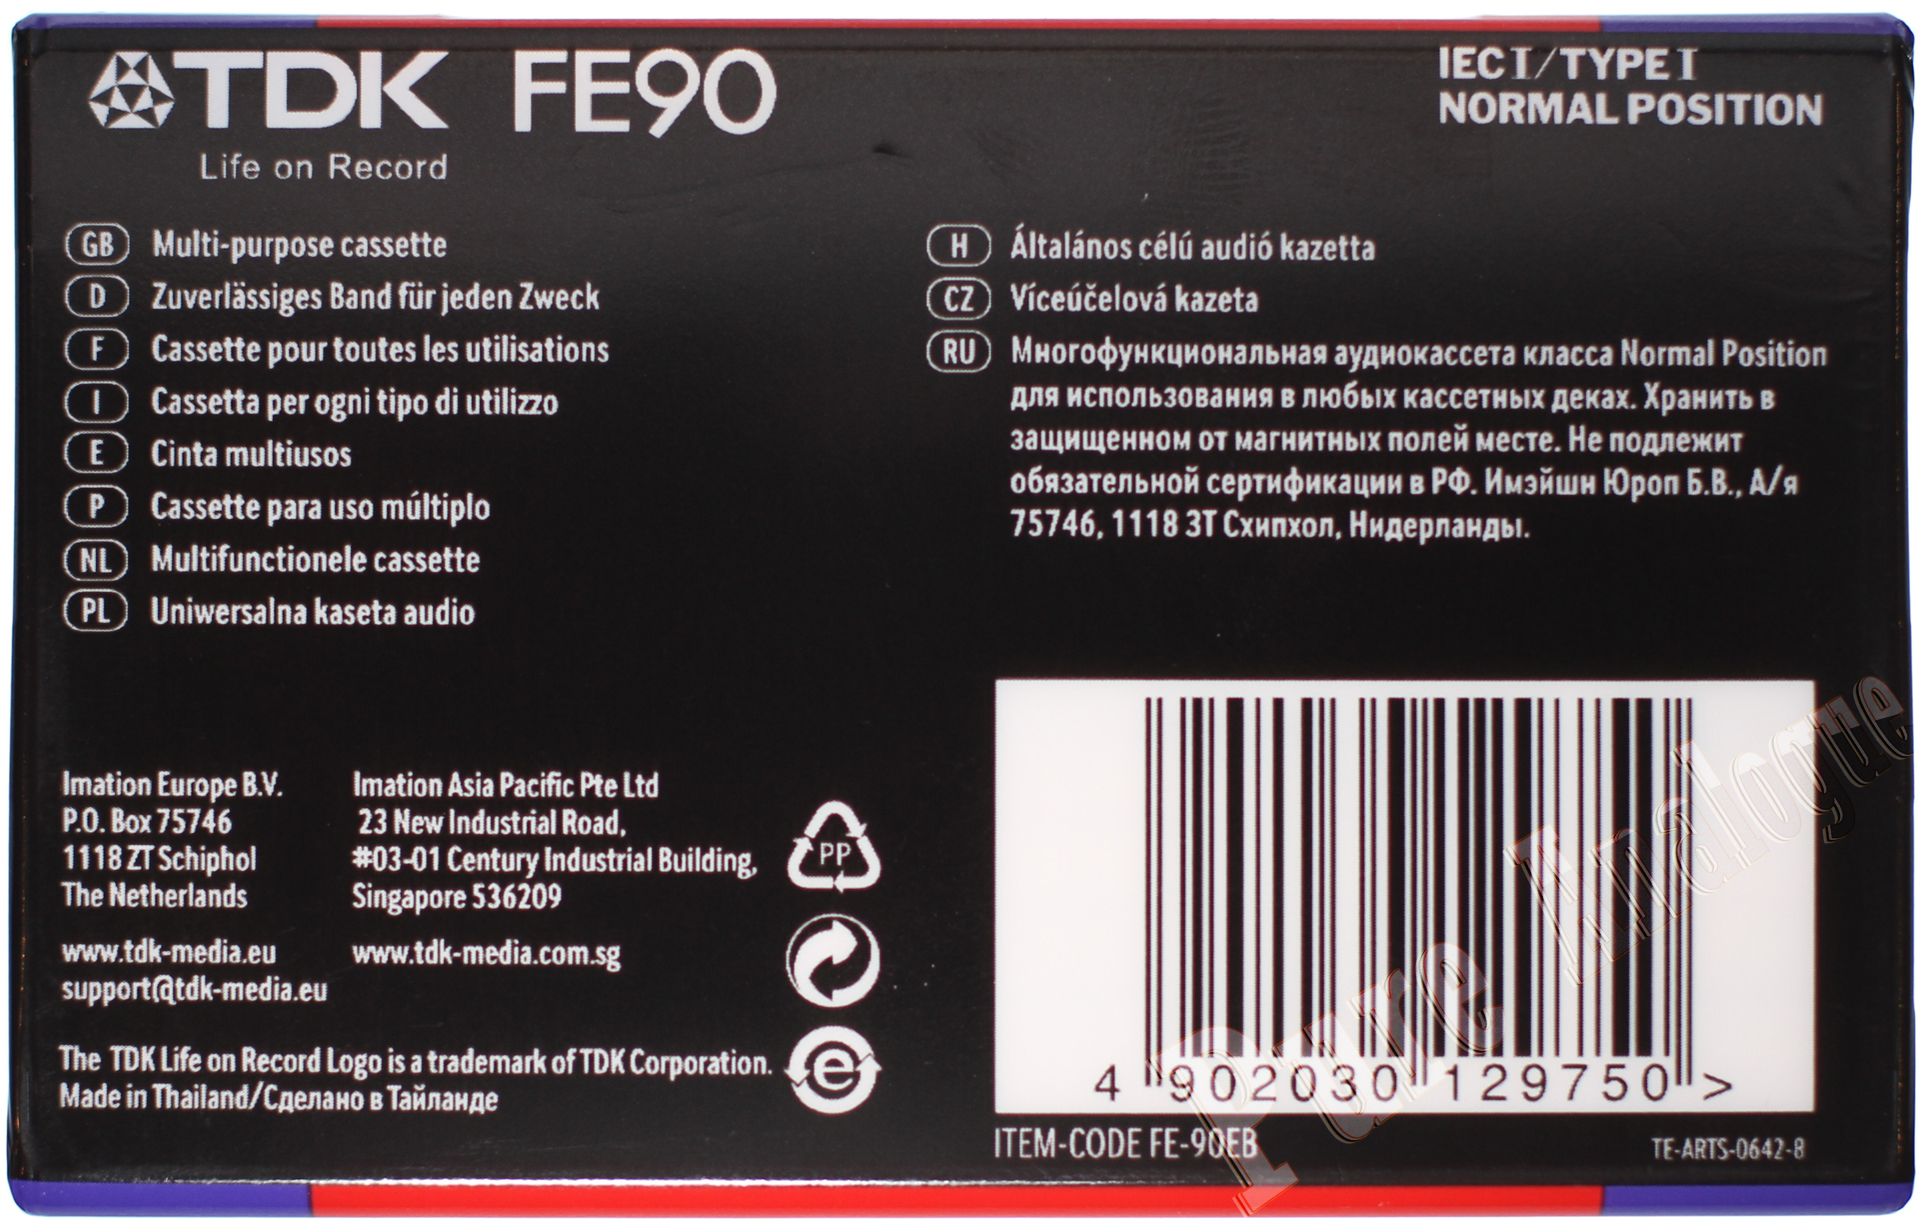 TDK FE90
Life on Record
IEC I/TYPE I
NORMAL POSITION
GB Multi-purpose cassette
D Zuverlässiges Band für jeden Zweck
F Cassette pour toutes les utilisations
I Cassetta per ogni tipo di utilizzo
E Cinta multiusos
P Cassette para uso múltiplo
NL Multifunctionele cassette
PL Uniwersalna kaseta audio
H Általános célú audió kazetta
CZ Víceúčelová kazeta
RU Многофункциональная аудиокассета класса Normal Position
для использования в любых кассетных деках. Хранить в
защищенном от магнитных полей месте. Не подлежит
обязательной сертификации в РФ. Имэйшн Юроп Б.В., А/я
75746, 1118 ЗТ Схипхол, Нидерланды.
Imation Europe B.V.
P.O. Box 75746
1118 ZT Schiphol
The Netherlands
www.tdk-media.eu
support@tdk-media.eu
Imation Asia Pacific Pte Ltd
23 New Industrial Road,
#03-01 Century Industrial Building,
Singapore 536209
www.tdk-media.com.sg
PP
e
The TDK Life on Record Logo is a trademark of TDK Corporation.
Made in Thailand/Сделано в Тайланде
4 902030 129750 >
ITEM-CODE FE-90EB
TE-ARTS-0642-8
Pure Analogue